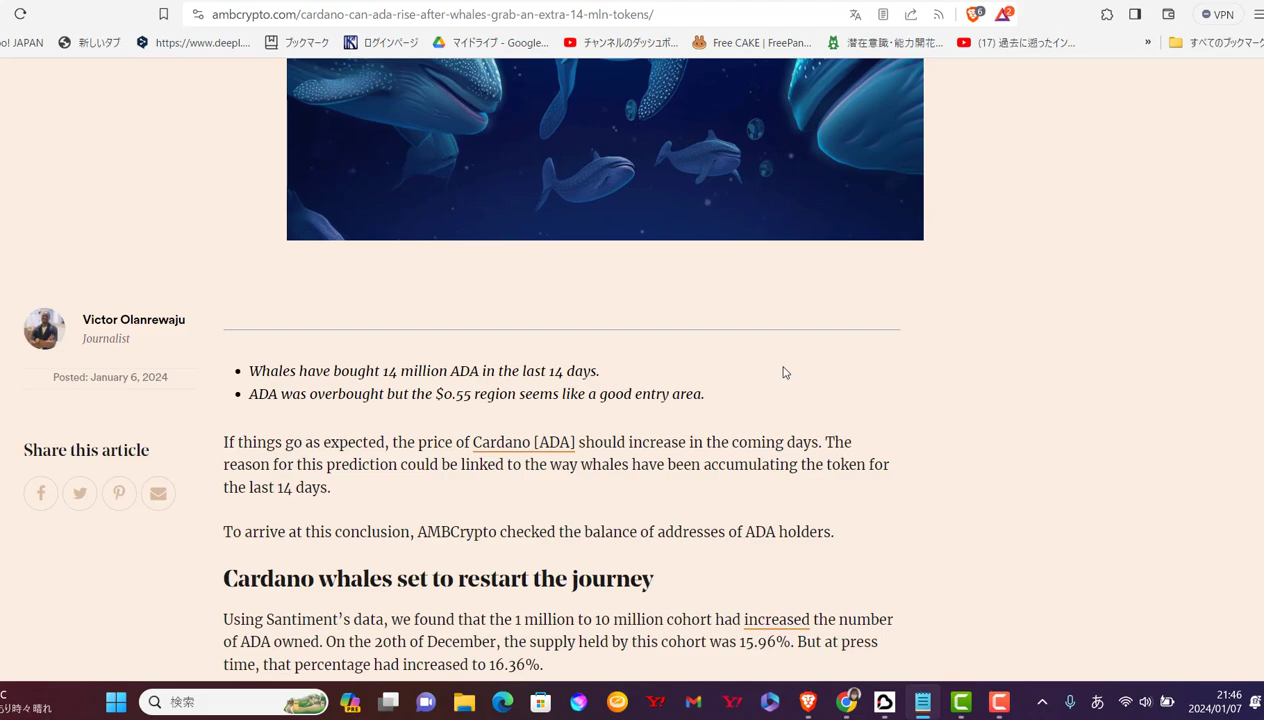 ambcrypto.com/cardano-can-ada-rise-after-whales-grab-an-extra-14-mln-tokens/
6
2
VPN
oo! JAPAN
新しいタブ
https://www.deepl...
ブックマーク
ログインページ
マイドライブ - Google...
チャンネルのダッシュボ...
Free CAKE | FreePan...
潜在意識・能力開花...
(17) 過去に遡ったイン...
»
すべてのブックマーク
Victor Olanrewaju
Journalist
Posted: January 6, 2024
Share this article
• Whales have bought 14 million ADA in the last 14 days.
• ADA was overbought but the $0.55 region seems like a good entry area.
If things go as expected, the price of Cardano [ADA] should increase in the coming days. The
reason for this prediction could be linked to the way whales have been accumulating the token for
the last 14 days.
To arrive at this conclusion, AMBCrypto checked the balance of addresses of ADA holders.
Cardano whales set to restart the journey
Using Santiment's data, we found that the 1 million to 10 million cohort had increased the number
of ADA owned. On the 20th of December, the supply held by this cohort was 15.96%. But at press
time, that percentage had increased to 16.36%.
C
り時々晴れ
検索
PRE
あ
21:46
2024/01/07